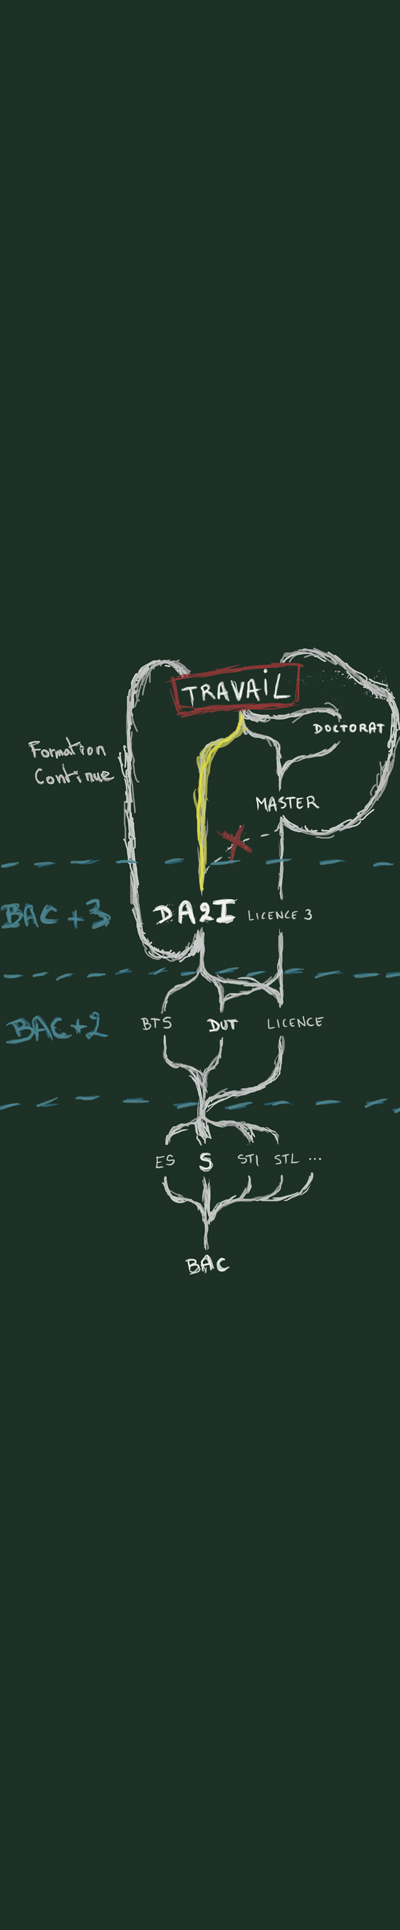 TRAVAIL
DOCTORAT
Formation
Continue
MASTER
BAC +3
DA2I
LICENCE 3
BAC+2
BTS
DUT
LICENCE
ES
S
STI
STL ...
BAC